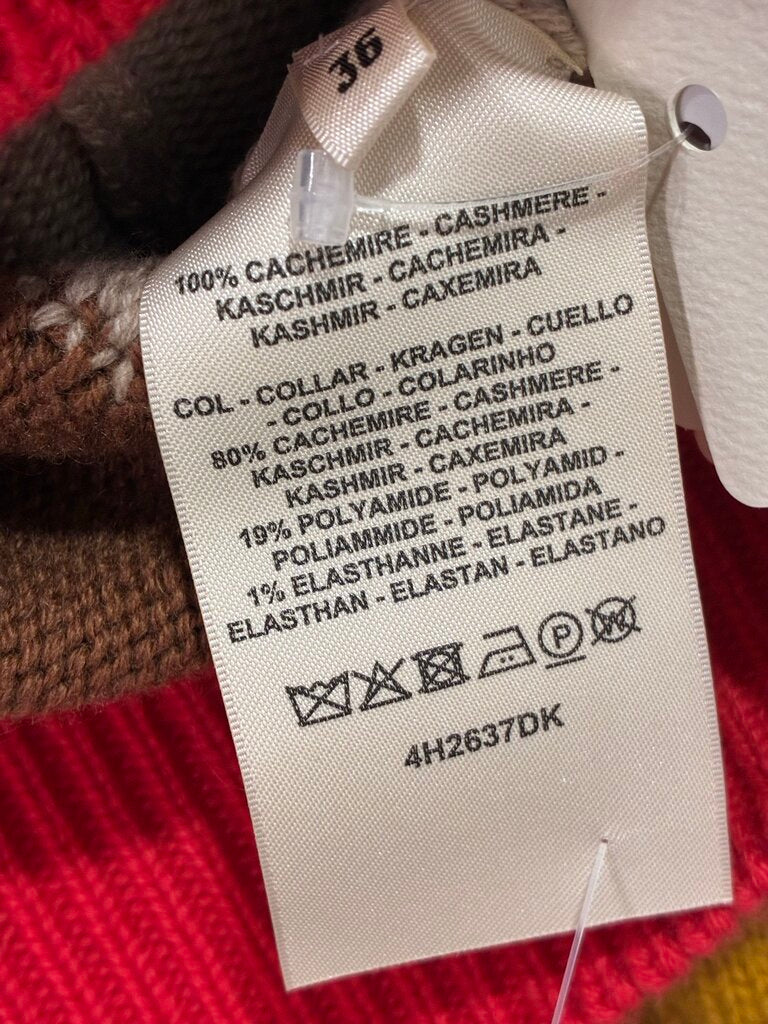 36
100% CACHEMIRE - CASHMERE -
KASCHMIR - CACHEMIRA -
KASHMIR - CAXEMIRA
COL - COLLAR - KRAGEN - CUELLO
- COLLO - COLARINHO
80% CACHEMIRE - CASHMERE -
KASCHMIR - CACHEMIRA -
KASHMIR - CAXEMIRA
19% POLYAMIDE - POLYAMID -
POLIAMMIDE - POLIAMIDA
1% ELASTHANNE - ELASTANE -
ELASTHAN - ELASTAN - ELASTANO
P W
4H2637DK